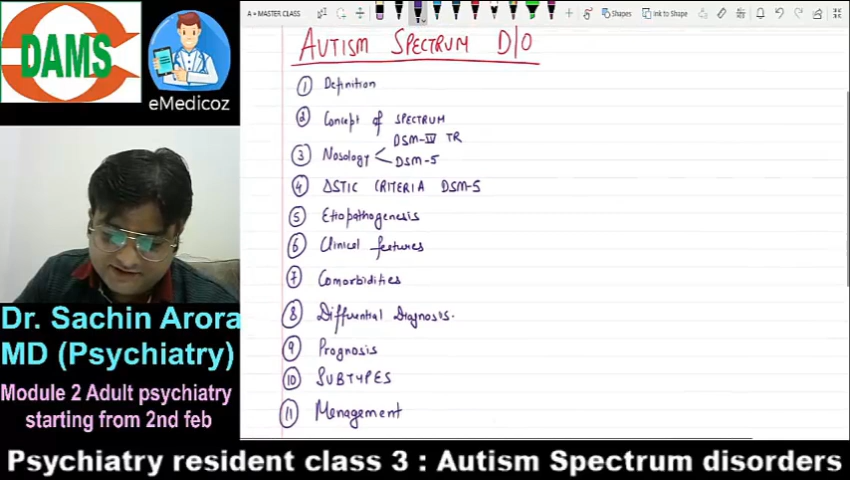 A + MASTER CLASS
Shapes
Ink to Shape
DAMS
eMedicoz
AUTISM SPECTRUM D/O
① Definition
② Concept of SPECTRUM
③ Nosology DSM-IV TR
DSM-5
④ ΔSTIC CRITERIA DSM-5
⑤ Etiopathogenesis
⑥ Clinical features
⑦ Comorbidities
⑧ Differential Diagnosis.
⑨ Prognosis
⑩ SUBTYPES
⑪ Menagement
Dr. Sachin Arora
MD (Psychiatry)
Module 2 Adult psychiatry
starting from 2nd feb
Psychiatry resident class 3 : Autism Spectrum disorders